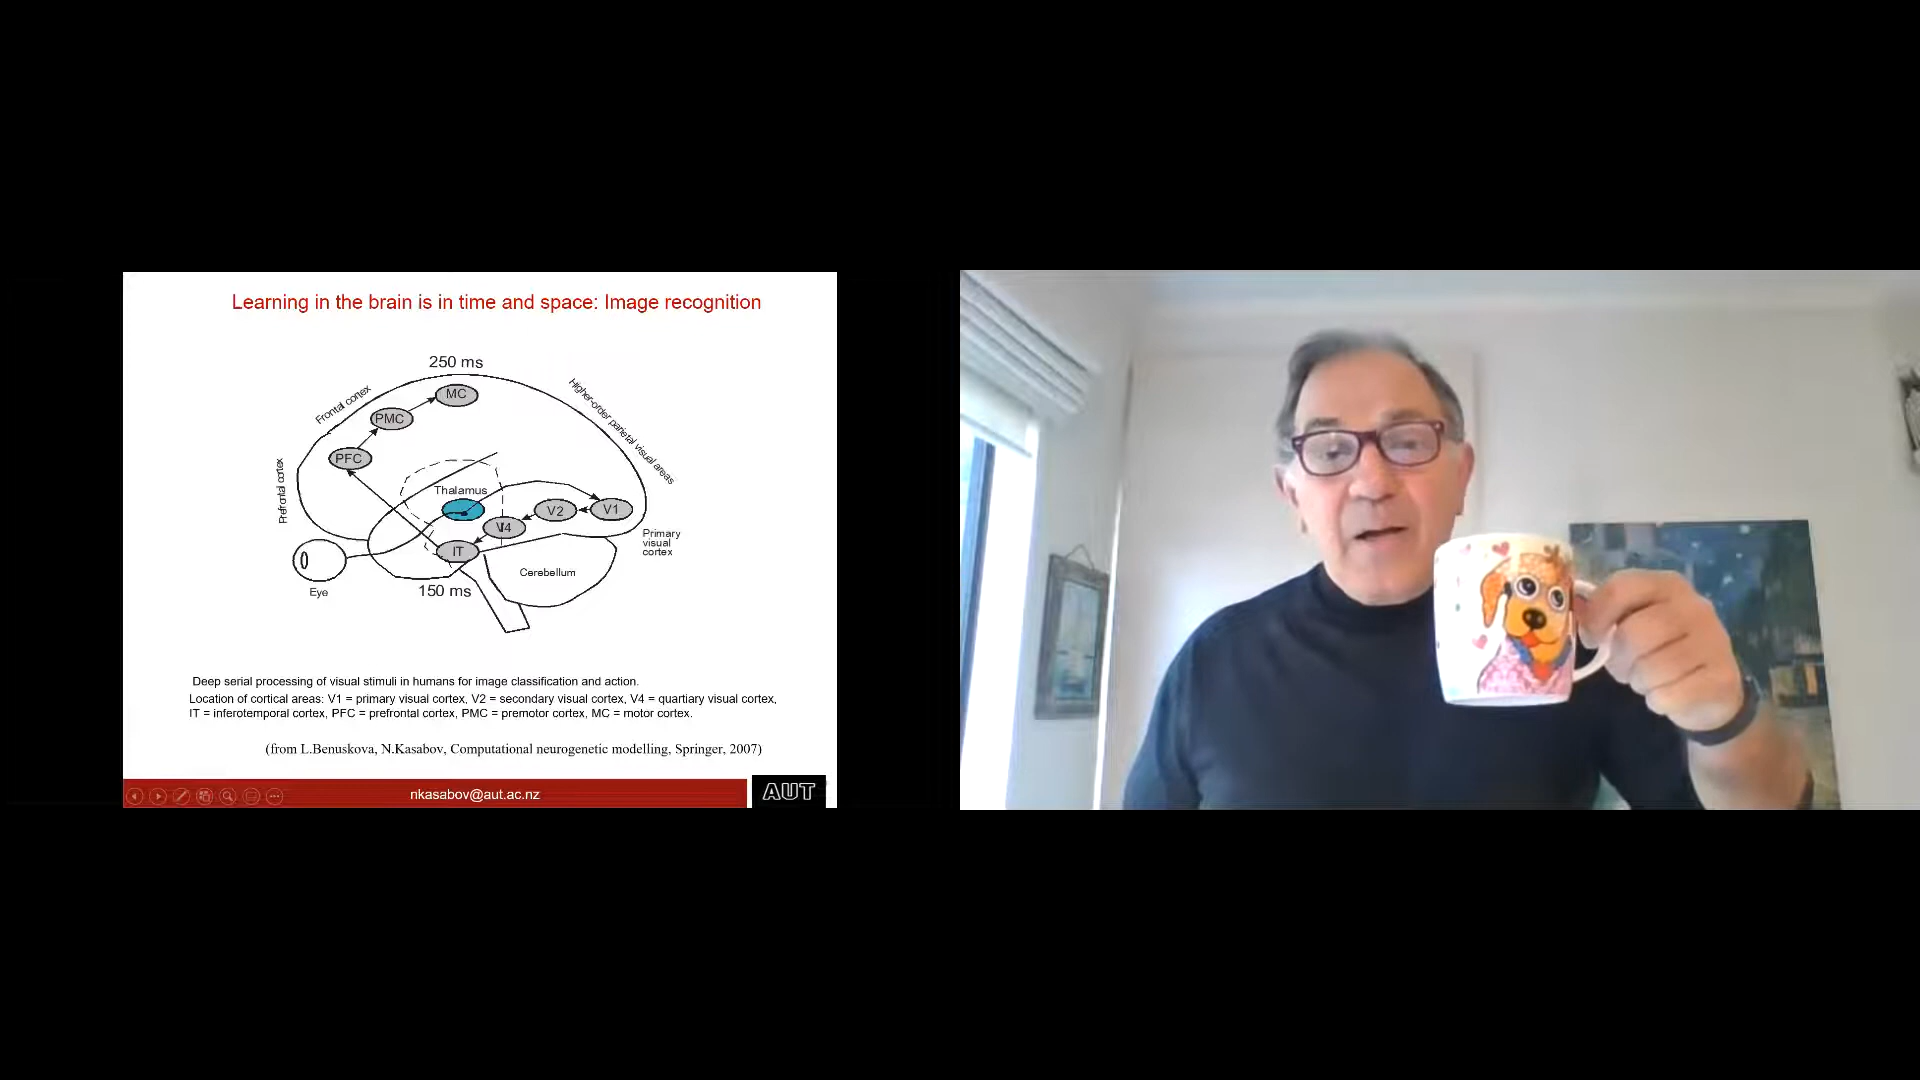 Learning in the brain is in time and space: Image recognition
250 ms
MC
Frontal cortex
PMC
Higher-order parietal visual areas
PFC
Prefrontal cortex
Thalamus
V1
V2
V4
Primary
visual
cortex
IT
Cerebellum
Eye
150 ms
Deep serial processing of visual stimuli in humans for image classification and action.
Location of cortical areas: V1 = primary visual cortex, V2 = secondary visual cortex, V4 = quartiary visual cortex,
IT = inferotemporal cortex, PFC = prefrontal cortex, PMC = premotor cortex, MC = motor cortex.
(from L.Benuskova, N.Kasabov, Computational neurogenetic modelling, Springer, 2007)
nkasabov@aut.ac.nz
AUT